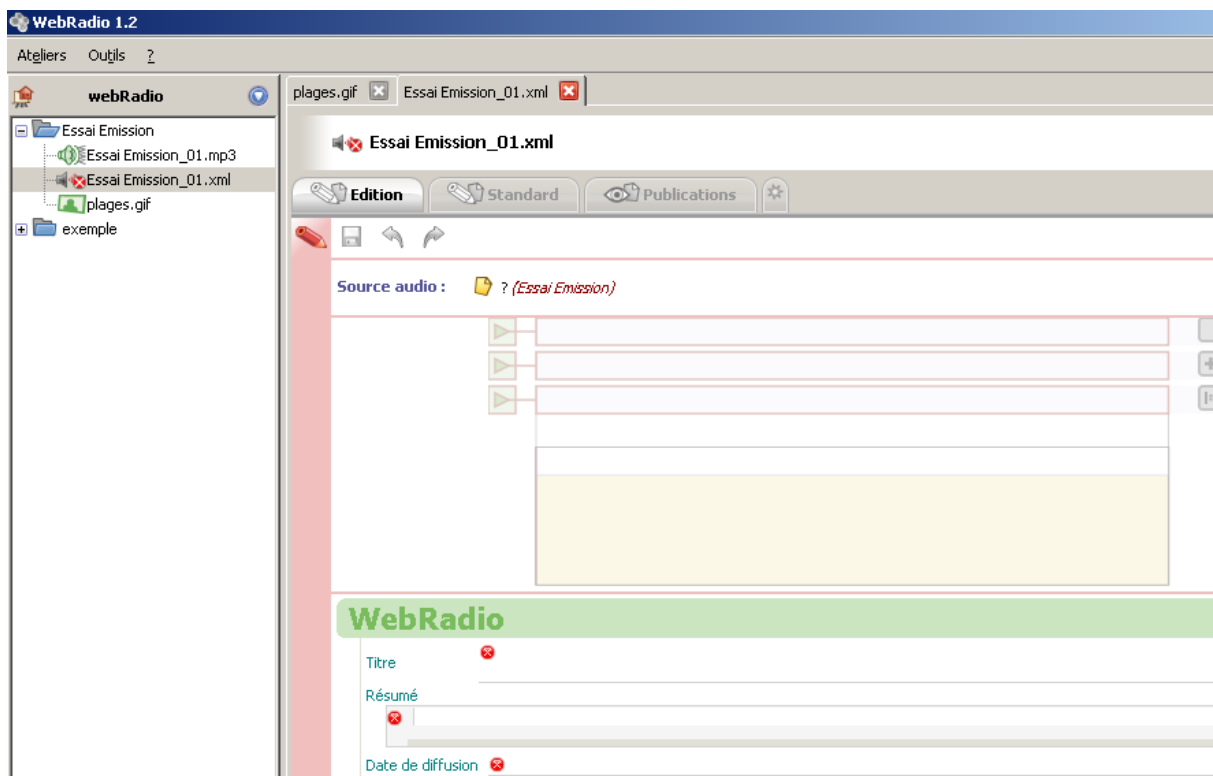 WebRadio 1.2
Ateliers Outils ?
webRadio
Essai Emission
Essai Emission_01.mp3
Essai Emission_01.xml
plages.gif
exemple
plages.gif Essai Emission_01.xml
Essai Emission_01.xml
Edition Standard Publications
Source audio : ? (Essai Emission)
WebRadio
Titre
Résumé
Date de diffusion